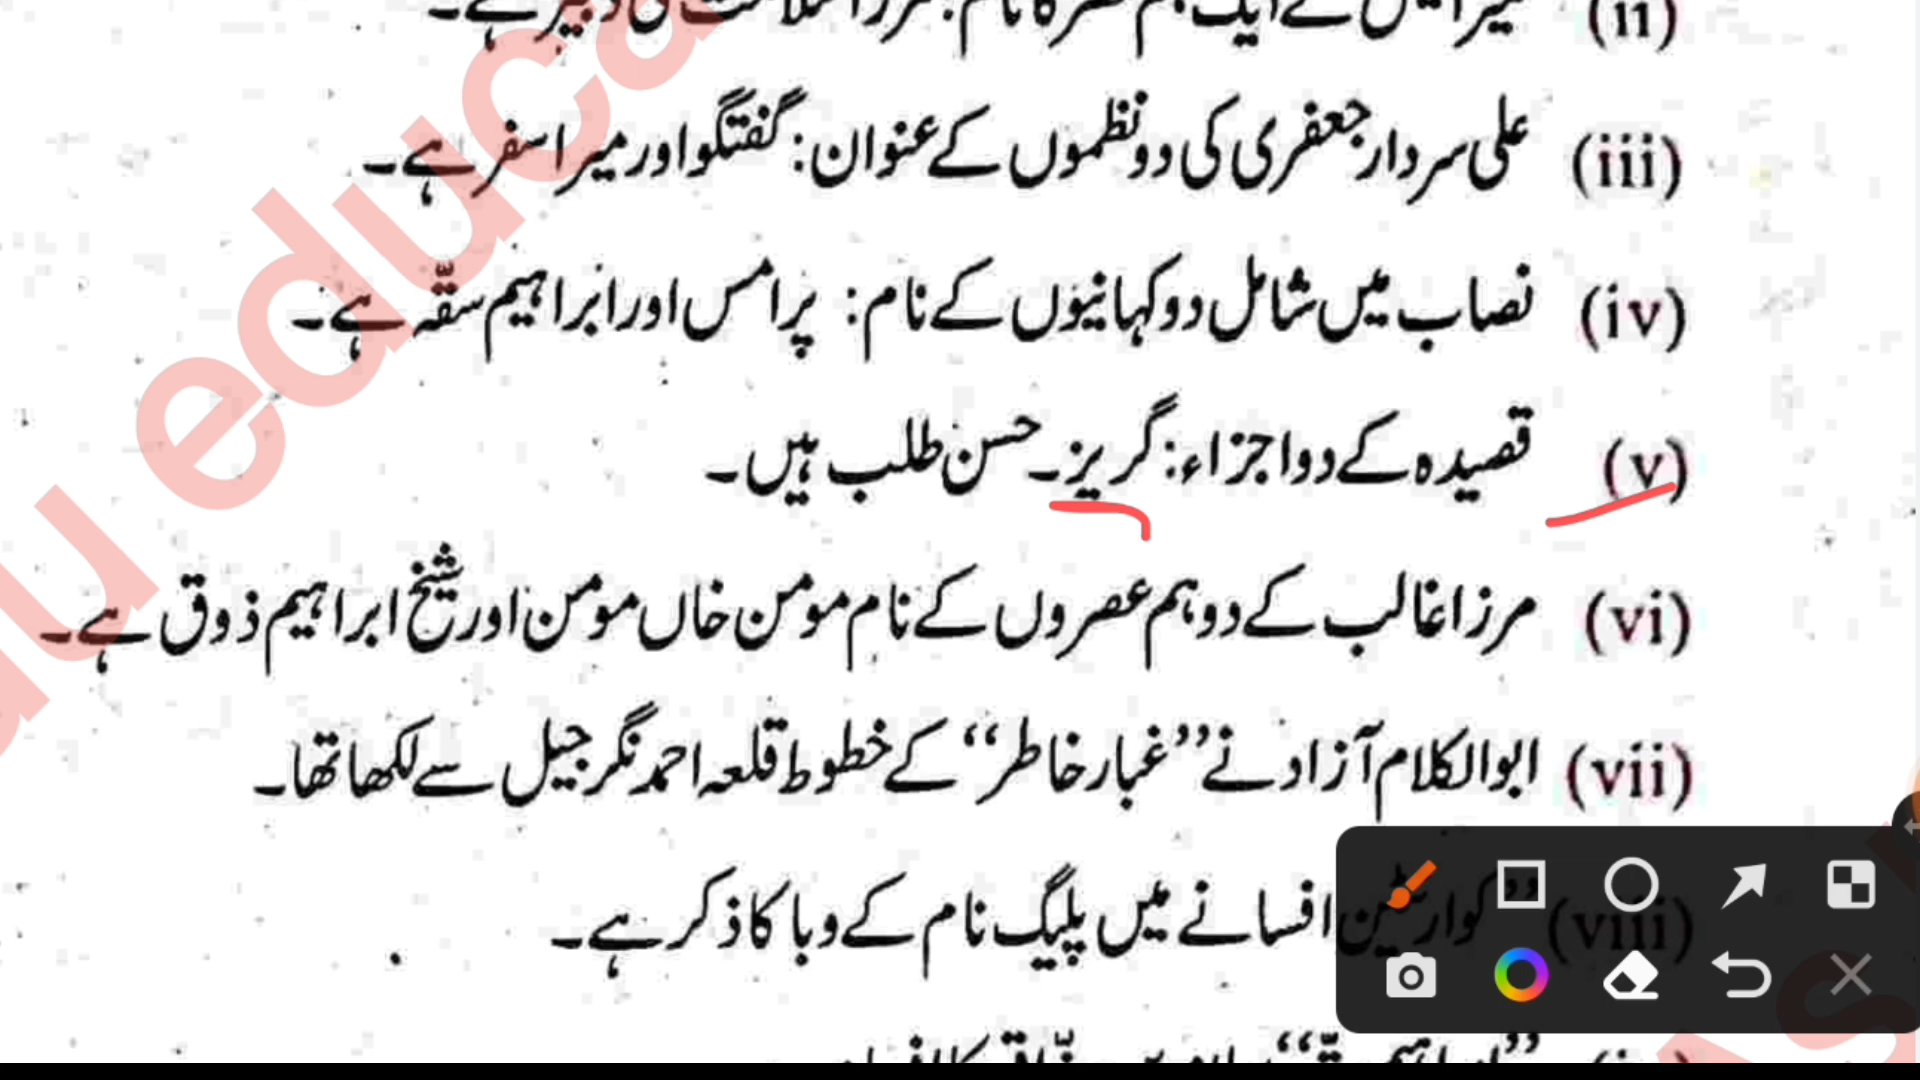 (ii)
(iii) علی سردار جعفری کی دو نظموں کے عنوان: گفتگو اور میرا سفر ہے۔
(iv) نصاب میں شامل دو کہانیوں کے نام: پرامس اور ابراہیم سقّہ ہے۔
(v) قصیدہ کے دو اجزاء: گریز۔ حسن طلب ہیں۔
(vi) مرزا غالب کے دو ہم عصروں کے نام مومن خاں مومن اور شیخ ابراہیم ذوق ہے۔
(vii) ابوالکلام آزاد نے ’’غبار خاطر‘‘ کے خطوط قلعہ احمد نگر جیل سے لکھا تھا۔
(viii) افسانے میں پلیگ نام کے وبا کا ذکر ہے۔
educa